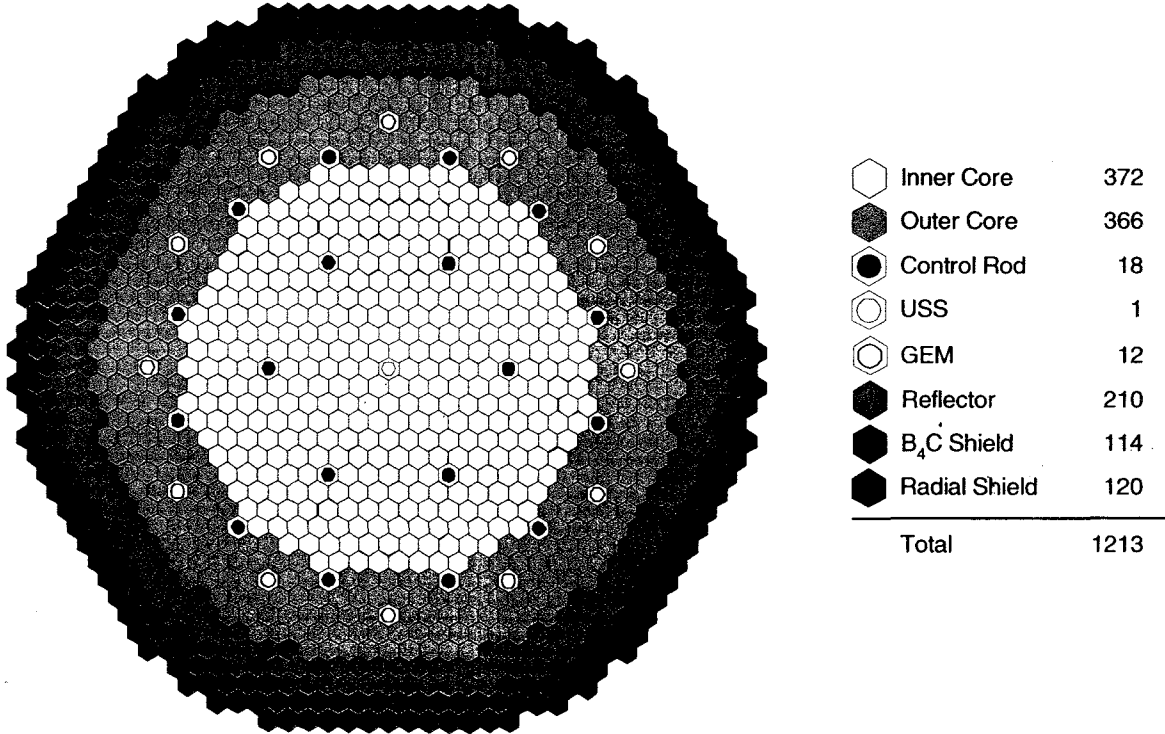 Inner Core 372
Outer Core 366
Control Rod 18
USS 1
GEM 12
Reflector 210
B₄C Shield 114
Radial Shield 120
Total 1213